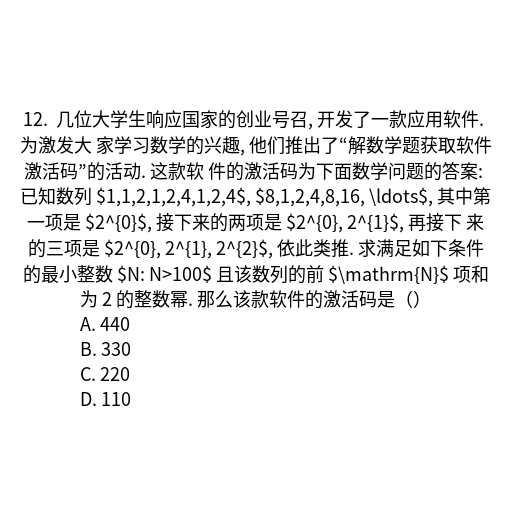 12. 几位大学生响应国家的创业号召, 开发了一款应用软件.
为激发大 家学习数学的兴趣, 他们推出了“解数学题获取软件
激活码”的活动. 这款软 件的激活码为下面数学问题的答案:
已知数列 $1,1,2,1,2,4,1,2,4$, $8,1,2,4,8,16, \ldots$, 其中第
一项是 $2^{0}$, 接下来的两项是 $2^{0}, 2^{1}$, 再接下 来
的三项是 $2^{0}, 2^{1}, 2^{2}$, 依此类推. 求满足如下条件
的最小整数 $N: N>100$ 且该数列的前 $\mathrm{N}$ 项和
为 2 的整数幂. 那么该款软件的激活码是（）
A. 440
B. 330
C. 220
D. 110